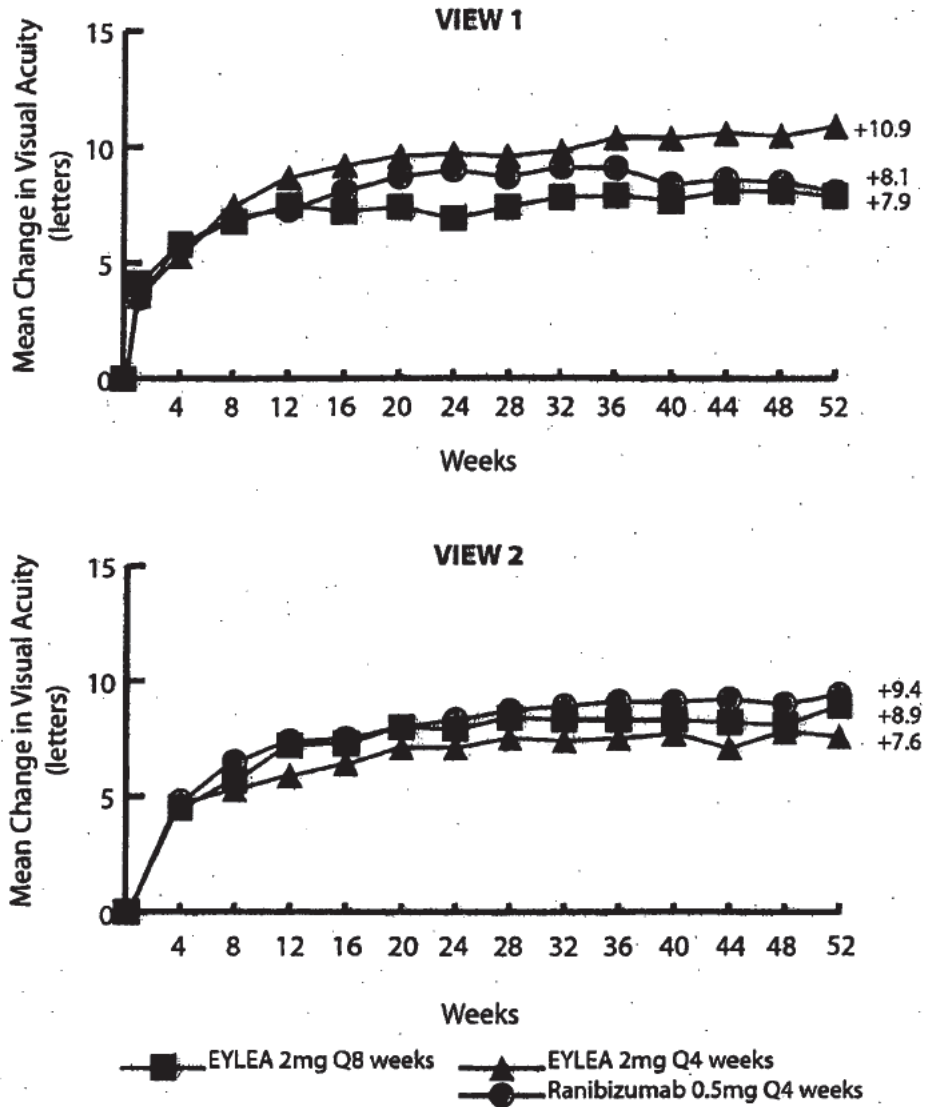 VIEW 1
Mean Change in Visual Acuity
(letters)
15
10
5
0
+10.9
+8.1
+7.9
4 8 12 16 20 24 28 32 36 40 44 48 52
Weeks
VIEW 2
Mean Change in Visual Acuity
(letters)
15
10
5
0
+9.4
+8.9
+7.6
4 8 12 16 20 24 28 32 36 40 44 48 52
Weeks
EYLEA 2mg Q8 weeks
EYLEA 2mg Q4 weeks
Ranibizumab 0.5mg Q4 weeks